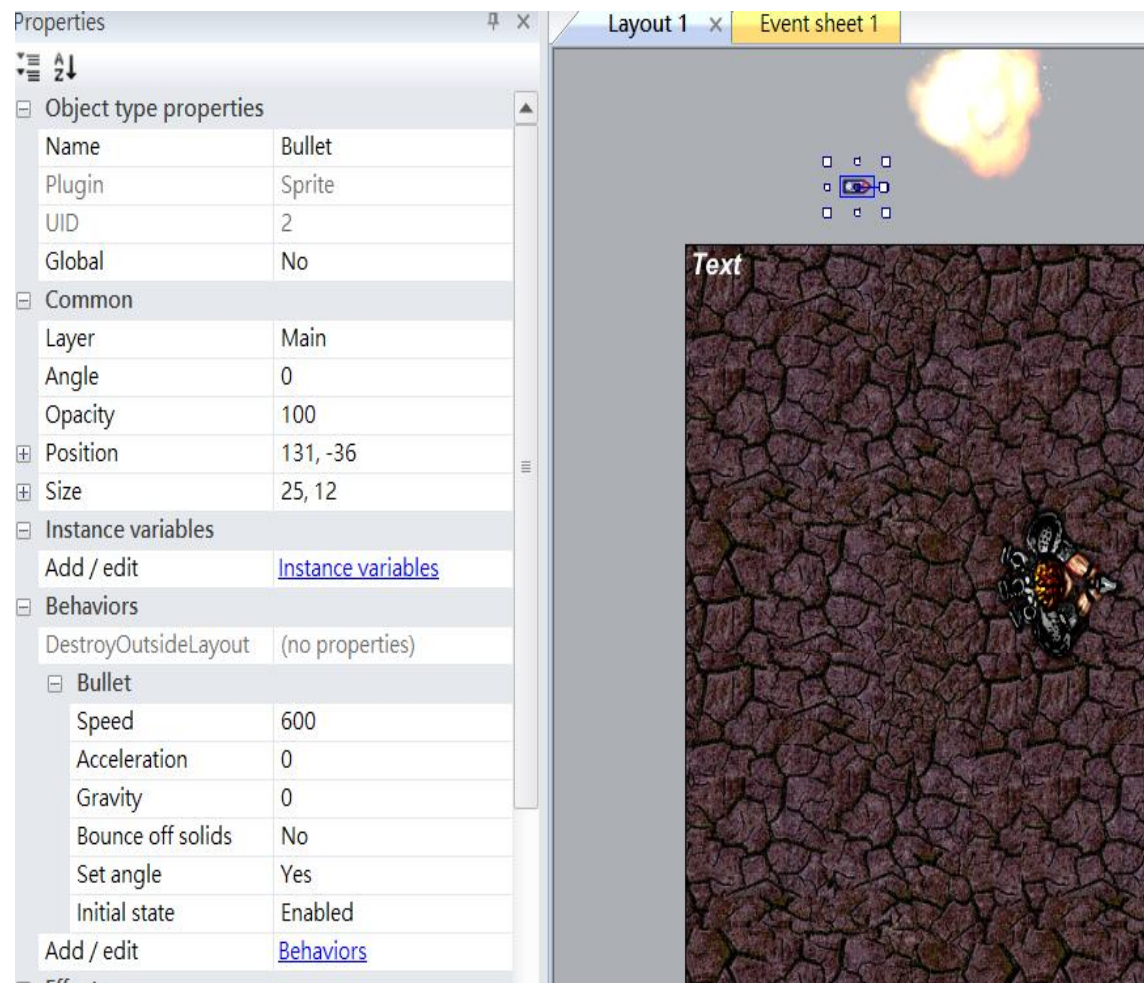 Properties
Layout 1
Event sheet 1
Object type properties
Name Bullet
Plugin Sprite
UID 2
Global No
Common
Layer Main
Angle 0
Opacity 100
Position 131, -36
Size 25, 12
Instance variables
Add / edit Instance variables
Behaviors
DestroyOutsideLayout (no properties)
Bullet
Speed 600
Acceleration 0
Gravity 0
Bounce off solids No
Set angle Yes
Initial state Enabled
Add / edit Behaviors
Text